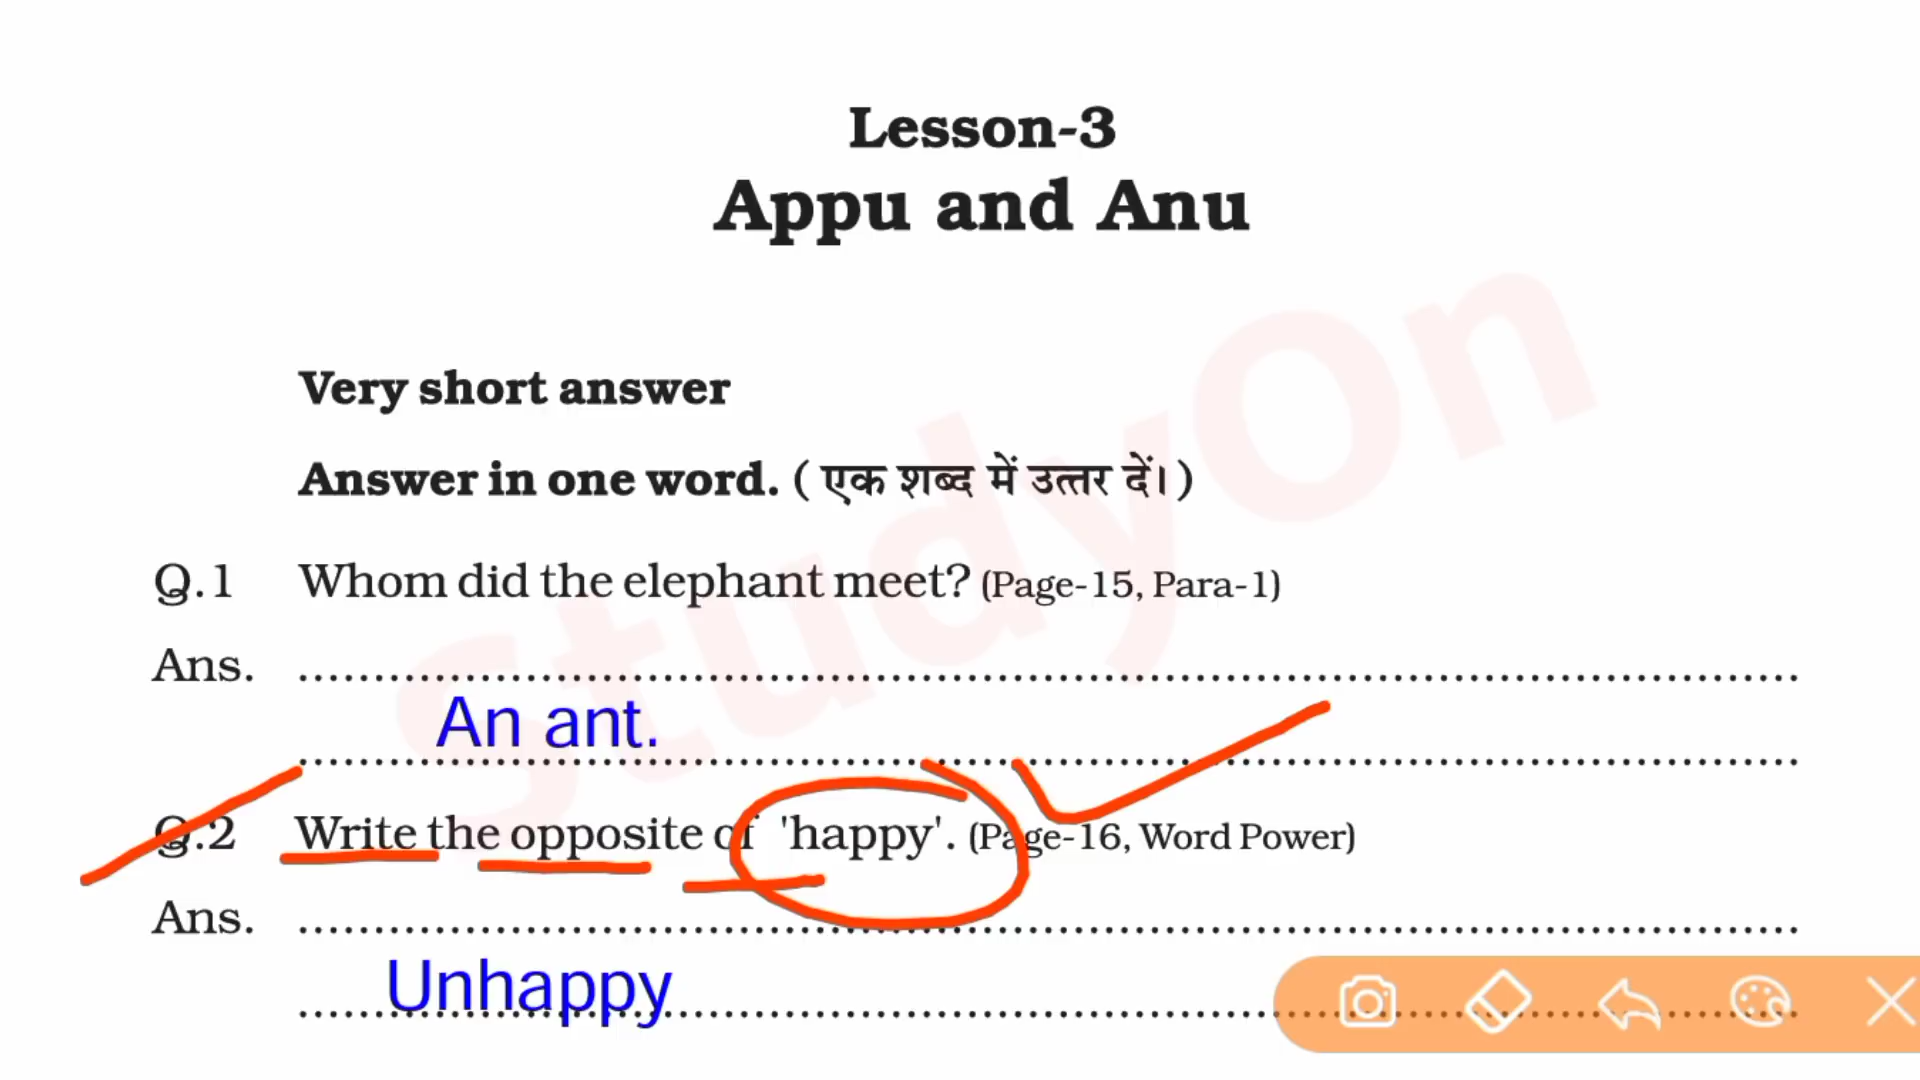 Lesson-3
Appu and Anu
StudyOn
Very short answer
Answer in one word. ( एक शब्द में उत्तर दें। )
Q.1 Whom did the elephant meet? (Page-15, Para-1)
Ans. ....................................................................................................
An ant.
....................................................................................................
Q.2 Write the opposite of 'happy'. (Page-16, Word Power)
Ans. ....................................................................................................
Unhappy
....................................................................................................